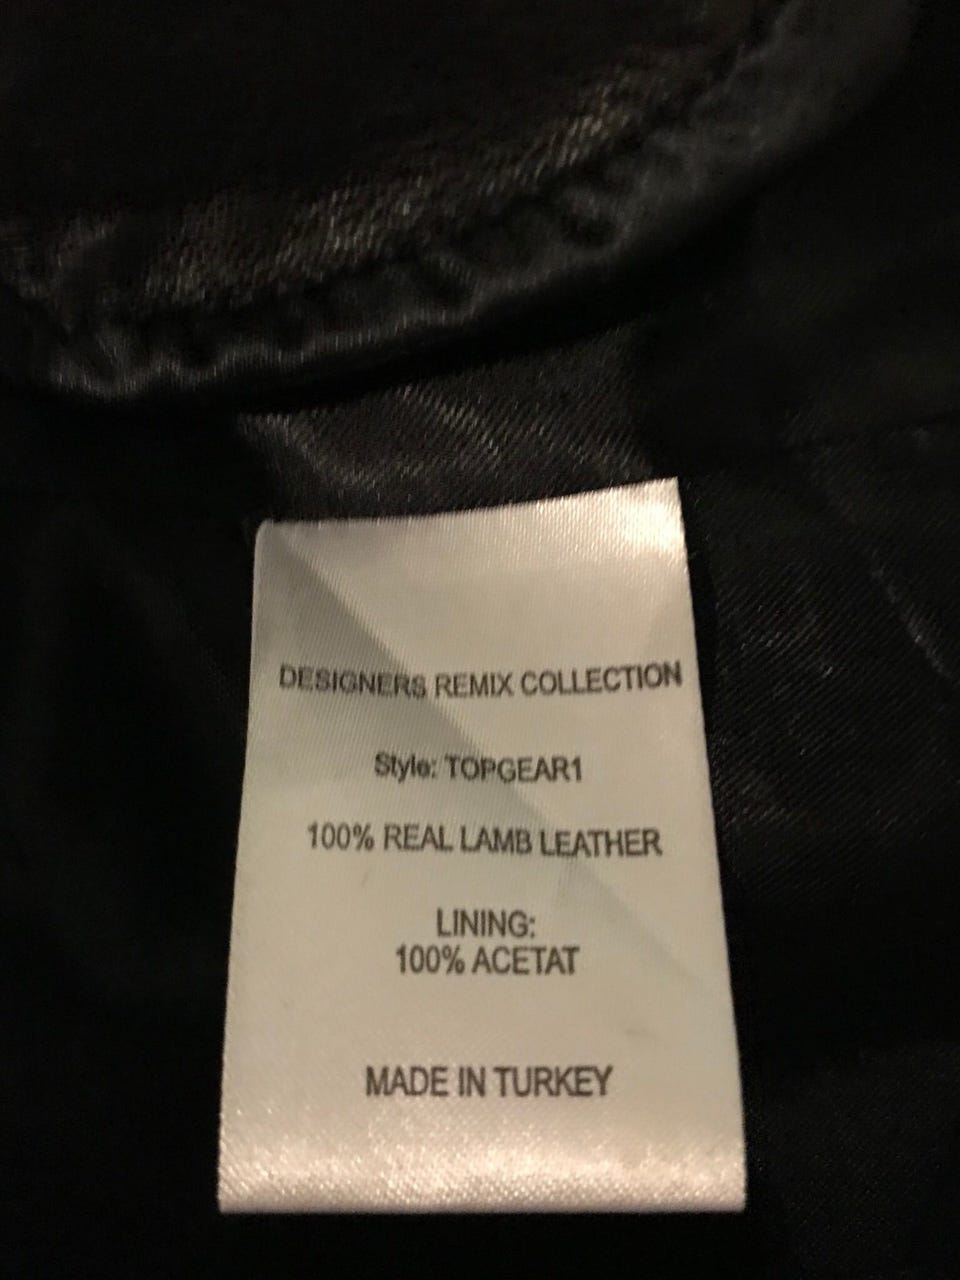 DESIGNERS REMIX COLLECTION
Style: TOPGEAR1
100% REAL LAMB LEATHER
LINING:
100% ACETAT
MADE IN TURKEY